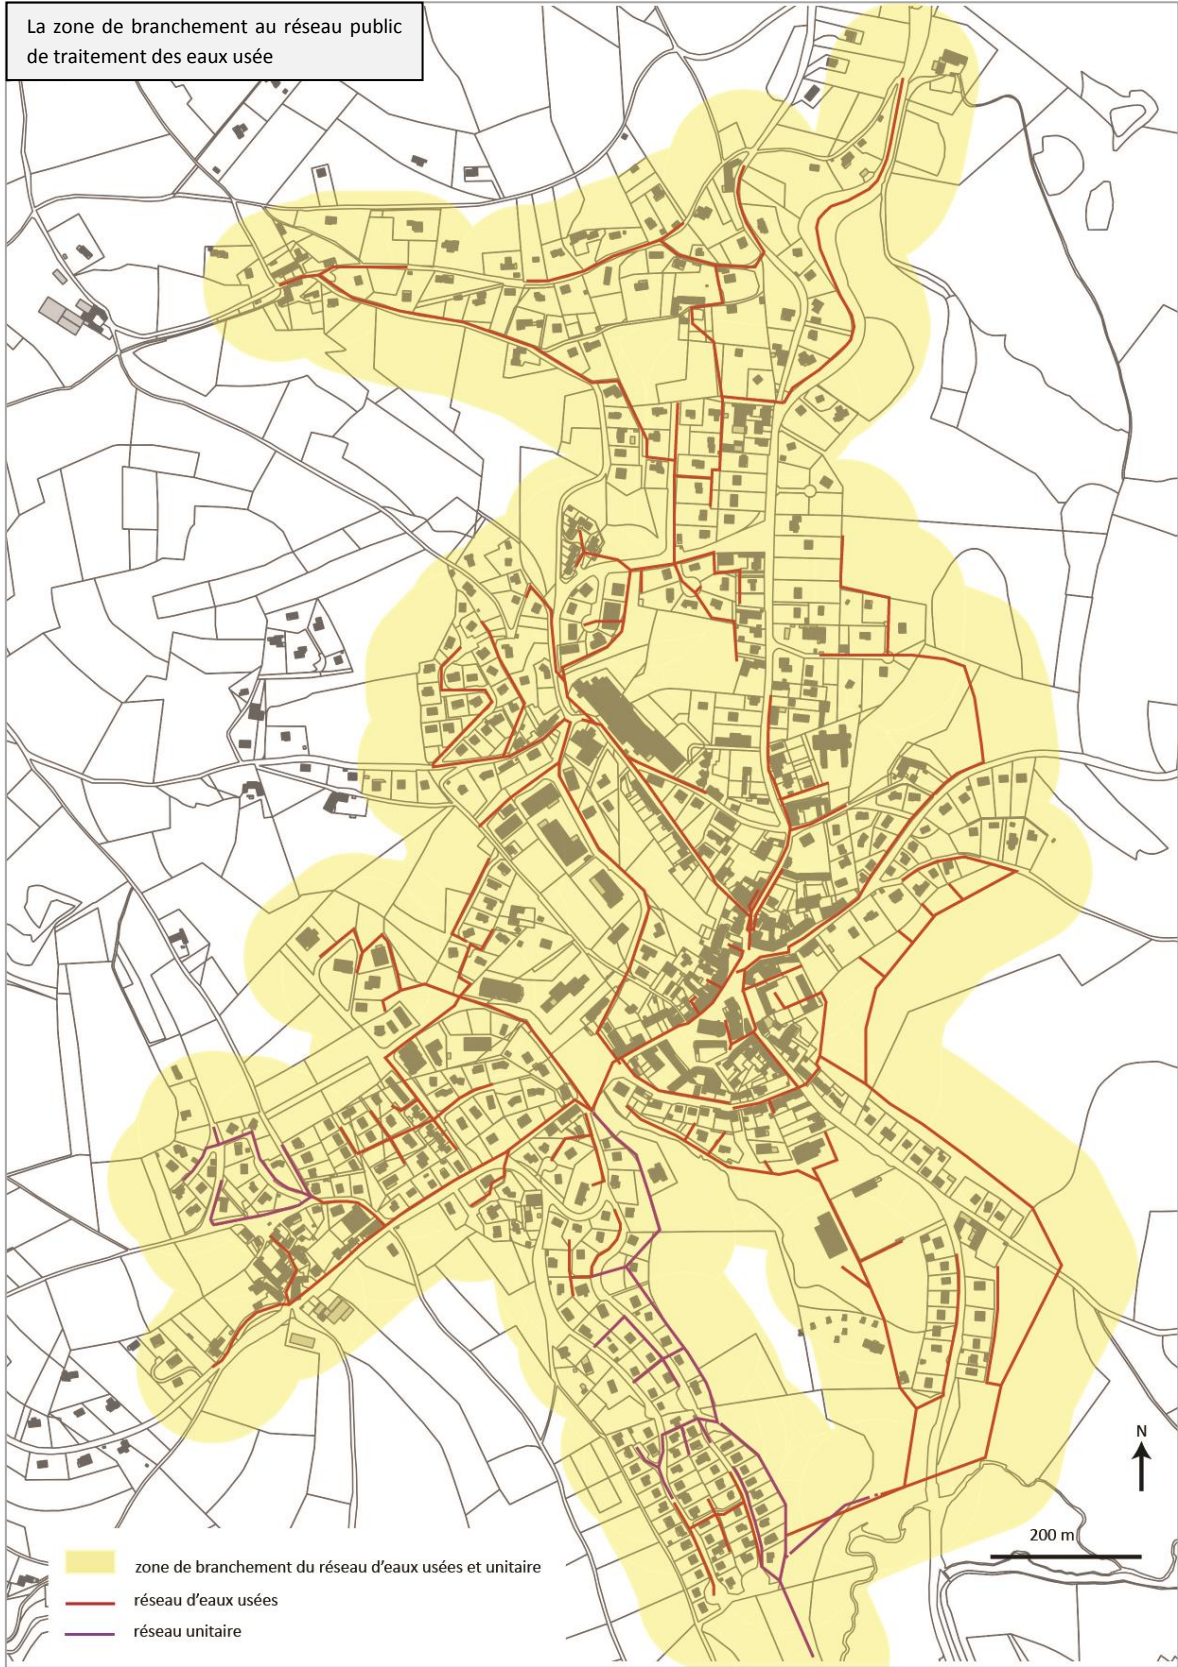 La zone de branchement au réseau public
de traitement des eaux usée
N
200 m
zone de branchement du réseau d'eaux usées et unitaire
réseau d'eaux usées
réseau unitaire